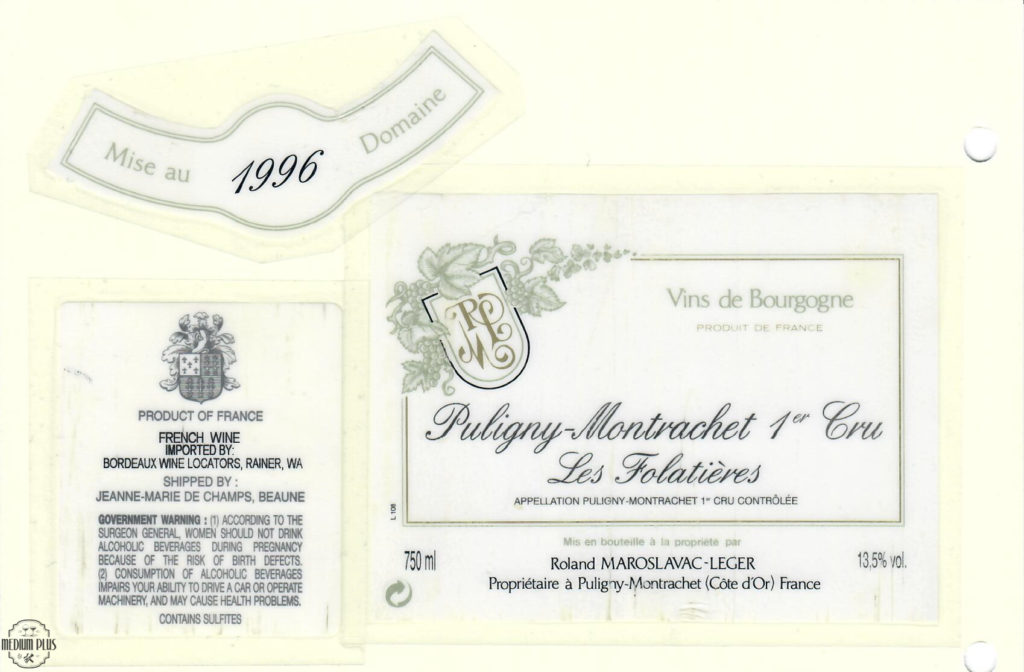 Mise au 1996 Domaine
Vins de Bourgogne
PRODUIT DE FRANCE
RLM
Puligny-Montrachet 1er Cru
Les Folatières
APPELLATION PULIGNY-MONTRACHET 1er CRU CONTRÔLÉE
L 108
Mis en bouteille à la propriété par
750 ml
Roland MAROSLAVAC-LEGER
13,5% vol.
Propriétaire à Puligny-Montrachet (Côte d'Or) France
PRODUCT OF FRANCE
FRENCH WINE
IMPORTED BY:
BORDEAUX WINE LOCATORS, RAINER, WA
SHIPPED BY :
JEANNE-MARIE DE CHAMPS, BEAUNE
GOVERNMENT WARNING : (1) ACCORDING TO THE
SURGEON GENERAL, WOMEN SHOULD NOT DRINK
ALCOHOLIC BEVERAGES DURING PREGNANCY
BECAUSE OF THE RISK OF BIRTH DEFECTS.
(2) CONSUMPTION OF ALCOHOLIC BEVERAGES
IMPAIRS YOUR ABILITY TO DRIVE A CAR OR OPERATE
MACHINERY, AND MAY CAUSE HEALTH PROBLEMS.
CONTAINS SULFITES
MEDIUM PLUS